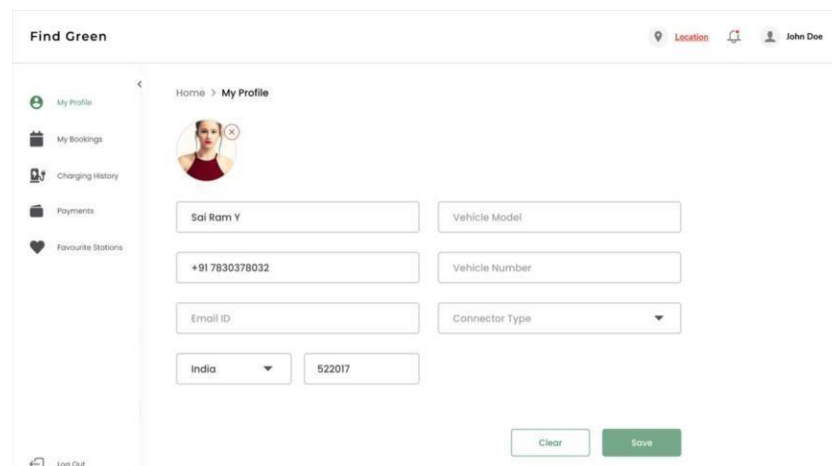 Find Green
Location
John Doe
My Profile
My Bookings
Charging History
Payments
Favourite Stations
Log Out
Home > My Profile
Sai Ram Y
Vehicle Model
+91 7830378032
Vehicle Number
Email ID
Connector Type
India
522017
Clear
Save